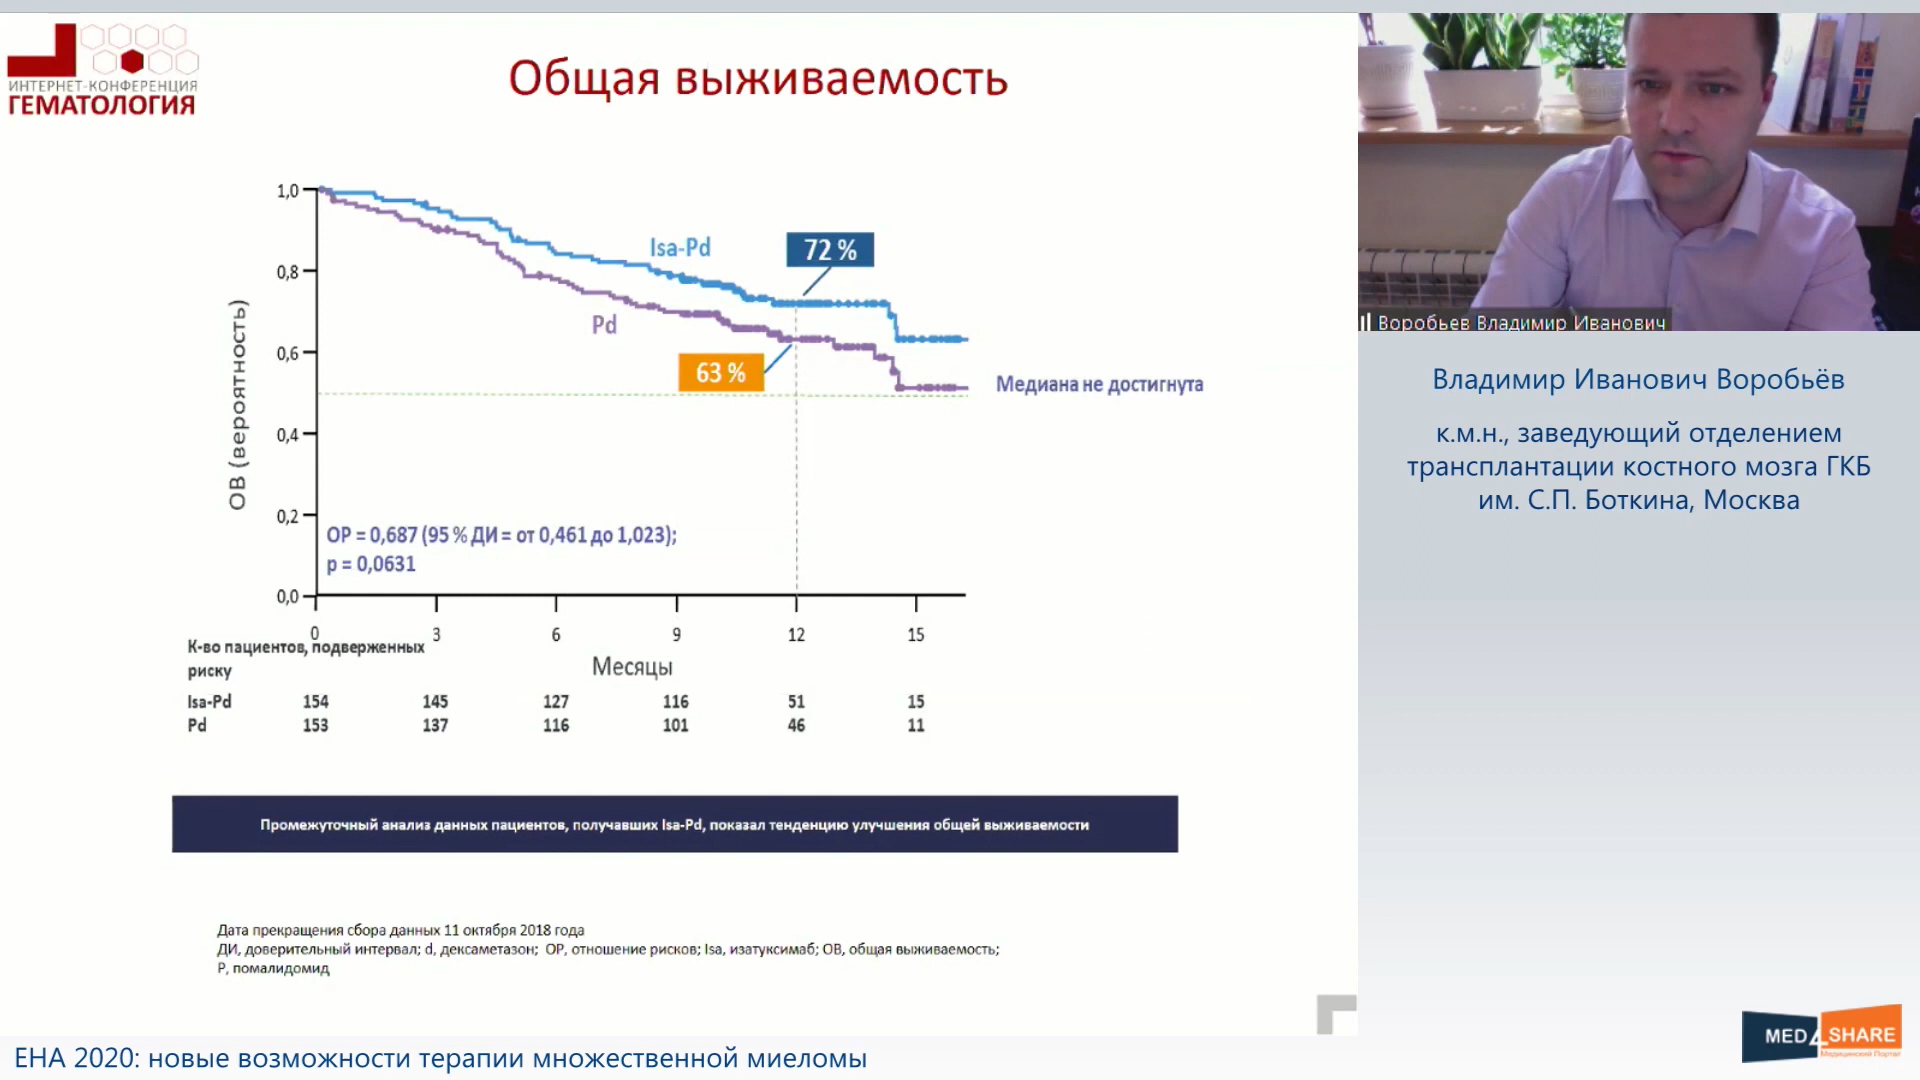 ИНТЕРНЕТ-КОНФЕРЕНЦИЯ
ГЕМАТОЛОГИЯ
Общая выживаемость
ОВ (вероятность)
1,0
0,8
0,6
0,4
0,2
0,0
Isa-Pd
72 %
Pd
63 %
Медиана не достигнута
ОР = 0,687 (95 % ДИ = от 0,461 до 1,023);
p = 0,0631
0 3 6 9 12 15
Месяцы
К-во пациентов, подверженных
риску
Isa-Pd 154 145 127 116 51 15
Pd 153 137 116 101 46 11
Промежуточный анализ данных пациентов, получавших Isa-Pd, показал тенденцию улучшения общей выживаемости
Дата прекращения сбора данных 11 октября 2018 года
ДИ, доверительный интервал; d, дексаметазон; ОР, отношение рисков; Isa, изатуксимаб; ОВ, общая выживаемость;
P, помалидомид
Воробьев Владимир Иванович
Владимир Иванович Воробьёв
к.м.н., заведующий отделением
трансплантации костного мозга ГКБ
им. С.П. Боткина, Москва
MED4SHARE
Медицинский Портал
ЕНА 2020: новые возможности терапии множественной миеломы